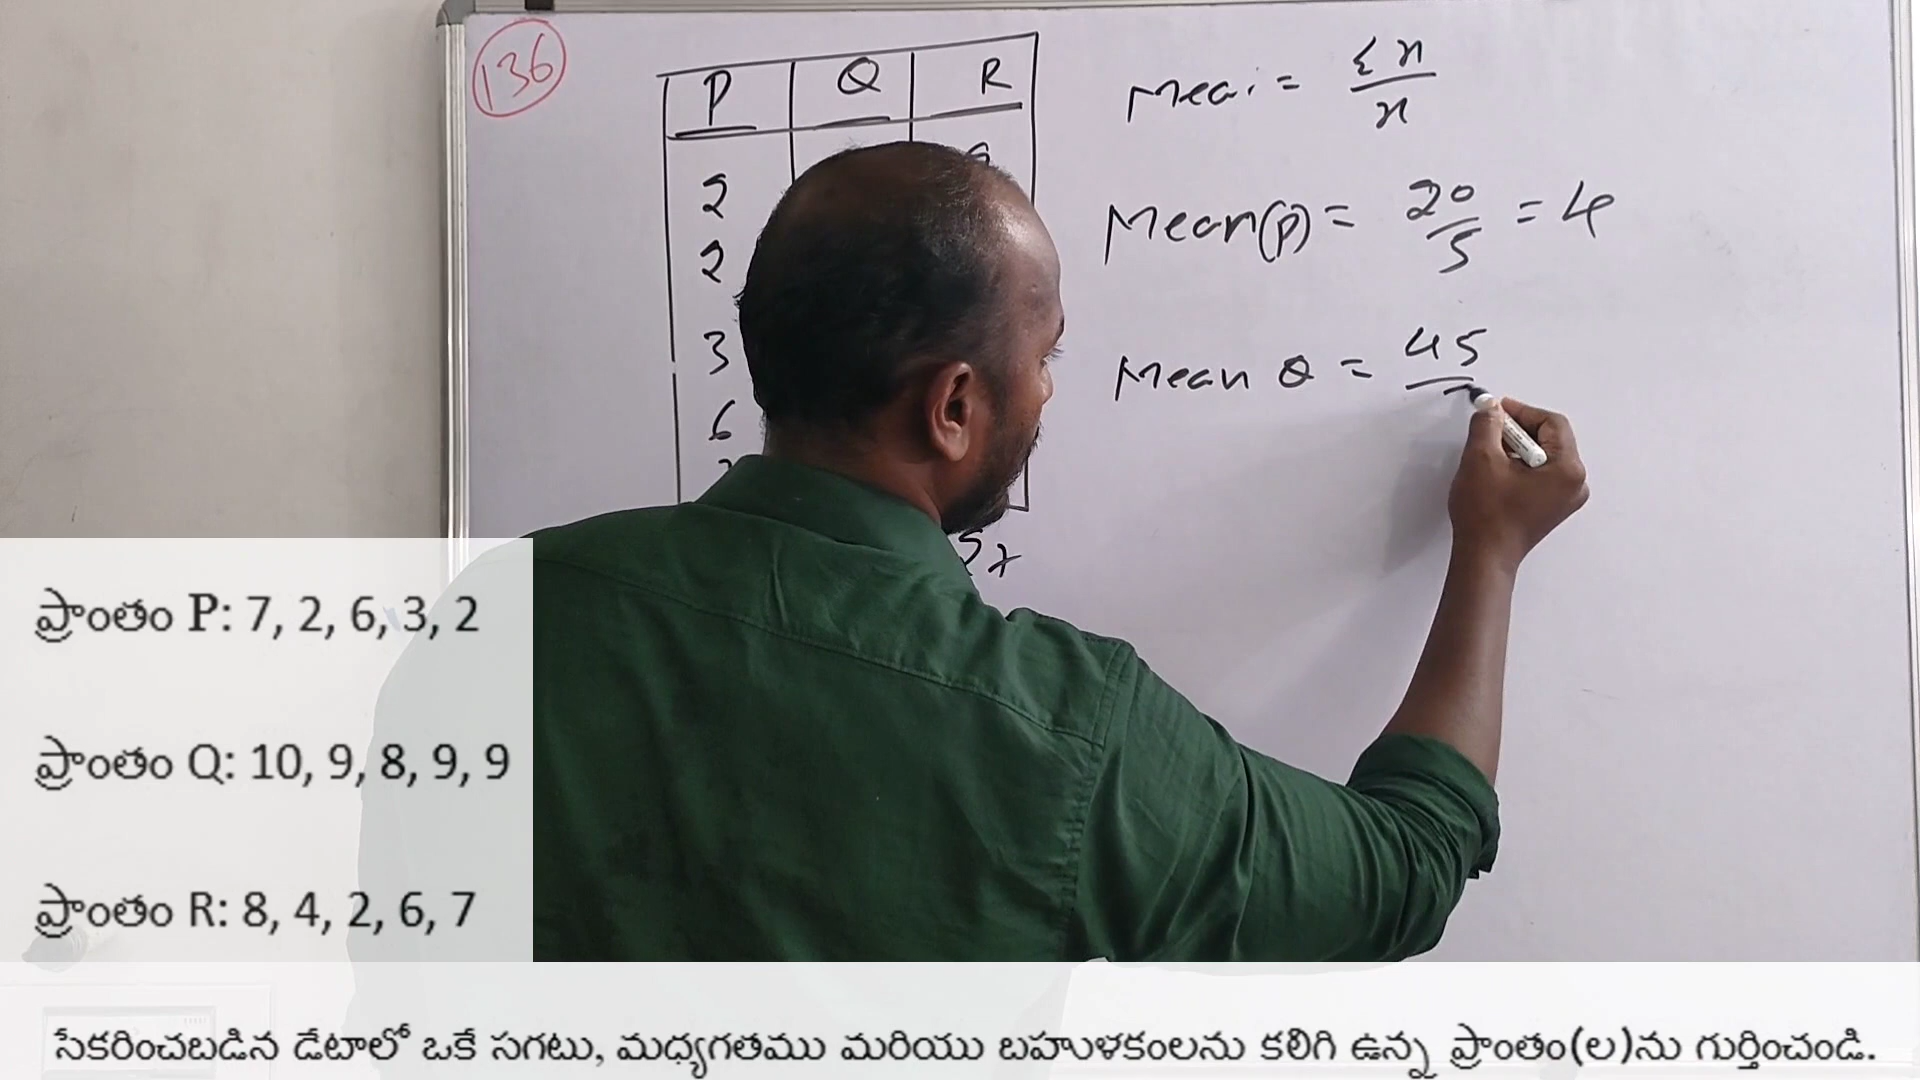 136
P Q R
2
2
3
6
Mean = Σx/n
Mean(P) = 20/5 = 4
Mean Q = 45
ప్రాంతం P: 7, 2, 6, 3, 2
ప్రాంతం Q: 10, 9, 8, 9, 9
ప్రాంతం R: 8, 4, 2, 6, 7
సేకరించబడిన డేటాలో ఒకే సగటు, మధ్యగతము మరియు బహుళకంలను కలిగి ఉన్న ప్రాంతం(ల)ను గుర్తించండి.